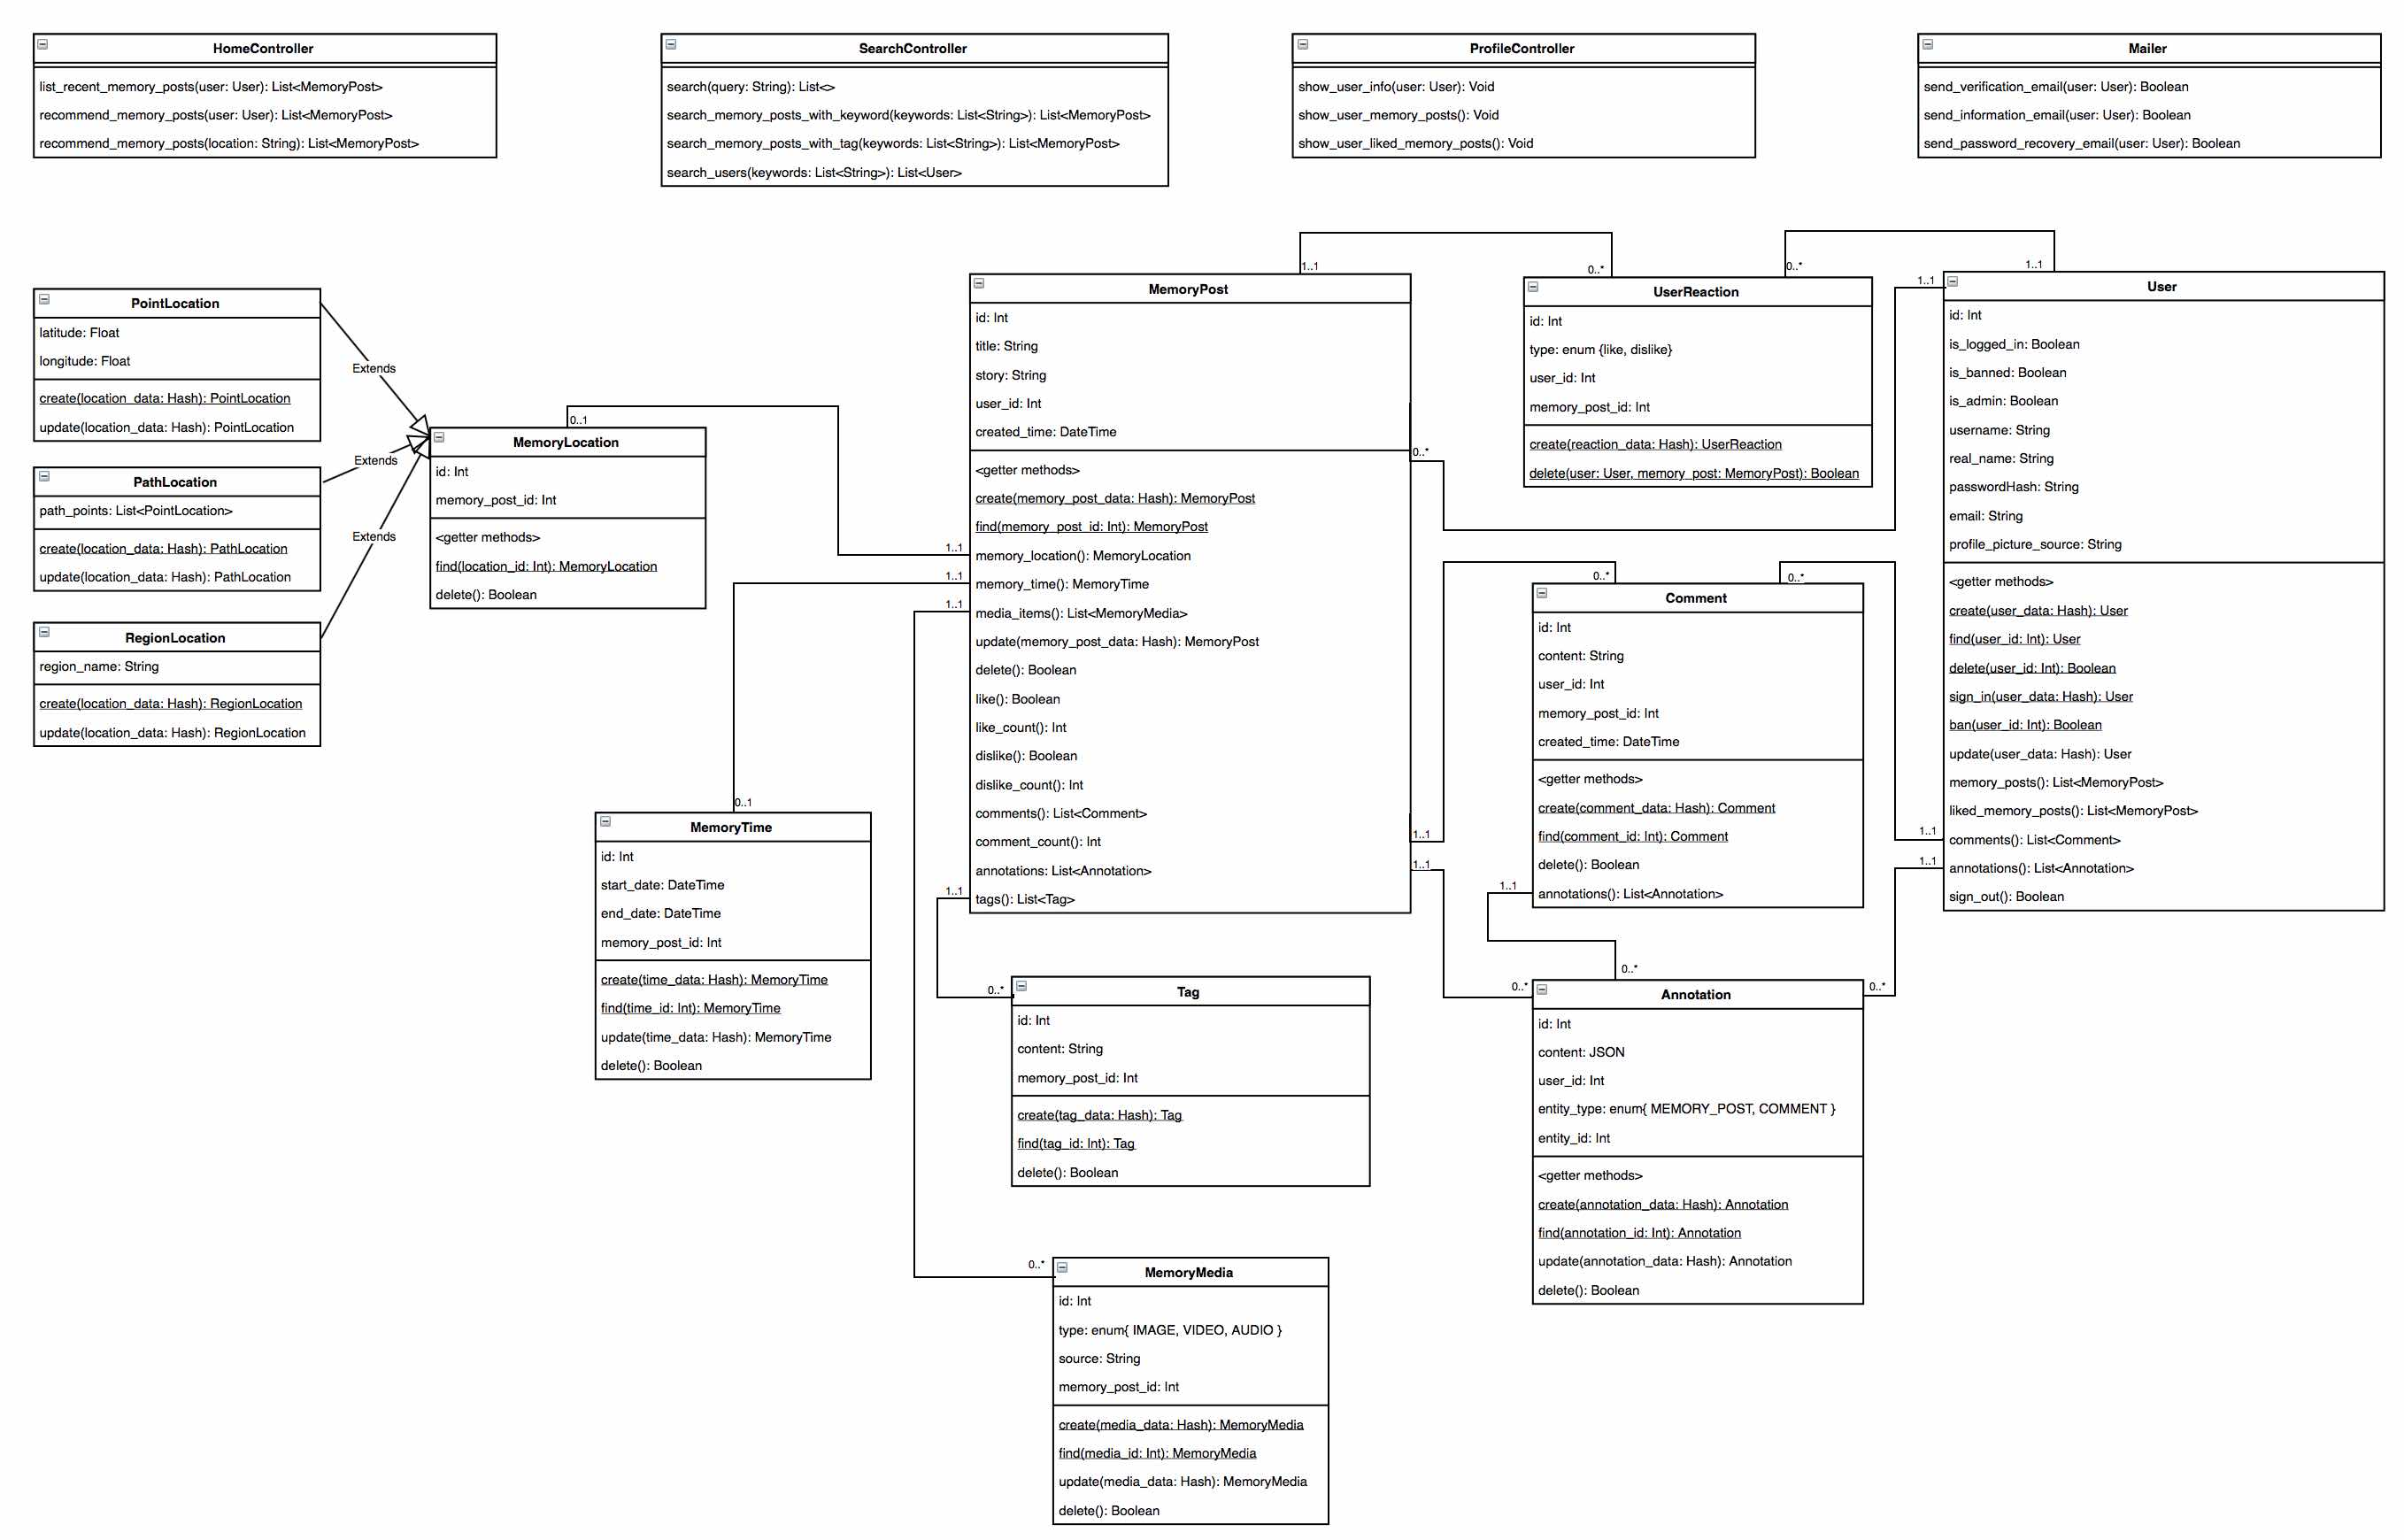 HomeController
list_recent_memory_posts(user: User): List<MemoryPost>
recommend_memory_posts(user: User): List<MemoryPost>
recommend_memory_posts(location: String): List<MemoryPost>
SearchController
search(query: String): List<>
search_memory_posts_with_keyword(keywords: List<String>): List<MemoryPost>
search_memory_posts_with_tag(keywords: List<String>): List<MemoryPost>
search_users(keywords: List<String>): List<User>
ProfileController
show_user_info(user: User): Void
show_user_memory_posts(): Void
show_user_liked_memory_posts(): Void
Mailer
send_verification_email(user: User): Boolean
send_information_email(user: User): Boolean
send_password_recovery_email(user: User): Boolean
PointLocation
latitude: Float
longitude: Float
create(location_data: Hash): PointLocation
update(location_data: Hash): PointLocation
Extends
PathLocation
path_points: List<PointLocation>
create(location_data: Hash): PathLocation
update(location_data: Hash): PathLocation
Extends
RegionLocation
region_name: String
create(location_data: Hash): RegionLocation
update(location_data: Hash): RegionLocation
Extends
0..1
MemoryLocation
id: Int
memory_post_id: Int
<getter methods>
find(location_id: Int): MemoryLocation
delete(): Boolean
0..1
MemoryTime
id: Int
start_date: DateTime
end_date: DateTime
memory_post_id: Int
create(time_data: Hash): MemoryTime
find(time_id: Int): MemoryTime
update(time_data: Hash): MemoryTime
delete(): Boolean
1..1
MemoryPost
id: Int
title: String
story: String
user_id: Int
created_time: DateTime
0..*
<getter methods>
create(memory_post_data: Hash): MemoryPost
find(memory_post_id: Int): MemoryPost
1..1
memory_location(): MemoryLocation
1..1
memory_time(): MemoryTime
1..1
media_items(): List<MemoryMedia>
update(memory_post_data: Hash): MemoryPost
delete(): Boolean
like(): Boolean
like_count(): Int
dislike(): Boolean
dislike_count(): Int
comments(): List<Comment>
1..1
comment_count(): Int
1..1
annotations: List<Annotation>
1..1
tags(): List<Tag>
0..*
Tag
id: Int
content: String
memory_post_id: Int
create(tag_data: Hash): Tag
find(tag_id: Int): Tag
delete(): Boolean
0..*
MemoryMedia
id: Int
type: enum{ IMAGE, VIDEO, AUDIO }
source: String
memory_post_id: Int
create(media_data: Hash): MemoryMedia
find(media_id: Int): MemoryMedia
update(media_data: Hash): MemoryMedia
delete(): Boolean
0..*
0..*
UserReaction
id: Int
type: enum {like, dislike}
user_id: Int
memory_post_id: Int
create(reaction_data: Hash): UserReaction
delete(user: User, memory_post: MemoryPost): Boolean
0..*
0..*
Comment
id: Int
content: String
user_id: Int
memory_post_id: Int
created_time: DateTime
<getter methods>
create(comment_data: Hash): Comment
find(comment_id: Int): Comment
delete(): Boolean
1..1
annotations(): List<Annotation>
0..*
0..*
0..*
Annotation
id: Int
content: JSON
user_id: Int
entity_type: enum{ MEMORY_POST, COMMENT }
entity_id: Int
<getter methods>
create(annotation_data: Hash): Annotation
find(annotation_id: Int): Annotation
update(annotation_data: Hash): Annotation
delete(): Boolean
1..1
1..1
User
id: Int
is_logged_in: Boolean
is_banned: Boolean
is_admin: Boolean
username: String
real_name: String
passwordHash: String
email: String
profile_picture_source: String
<getter methods>
create(user_data: Hash): User
find(user_id: Int): User
delete(user_id: Int): Boolean
sign_in(user_data: Hash): User
ban(user_id: Int): Boolean
update(user_data: Hash): User
memory_posts(): List<MemoryPost>
liked_memory_posts(): List<MemoryPost>
1..1
comments(): List<Comment>
1..1
annotations(): List<Annotation>
sign_out(): Boolean